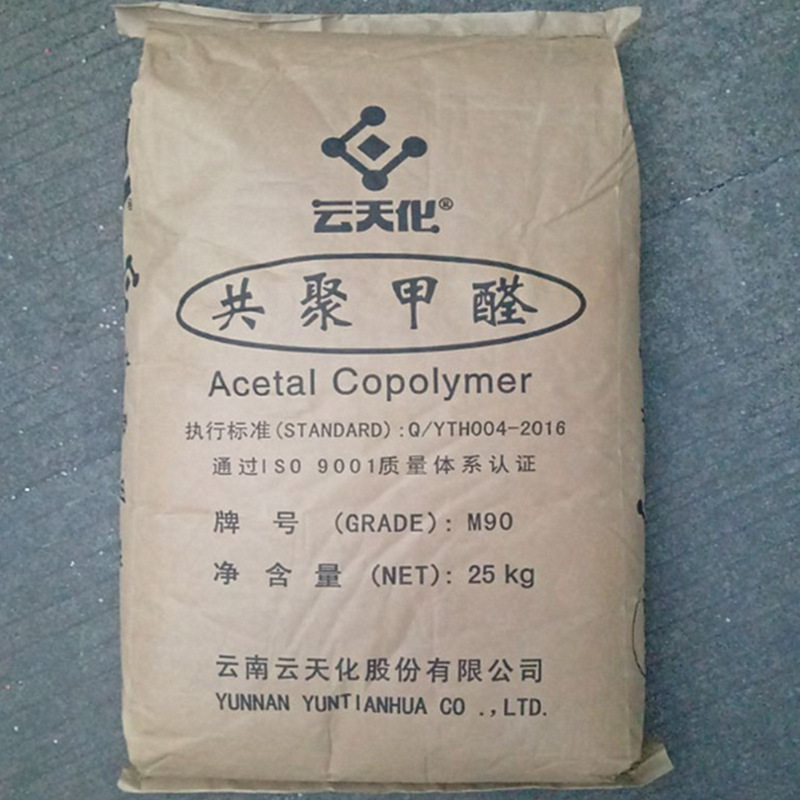 云天化®
共聚甲醛
Acetal Copolymer
执行标准(STANDARD):Q/YTH004-2016
通过ISO 9001质量体系认证
牌 号 (GRADE): M90
净 含 量 (NET): 25 kg
云南云天化股份有限公司
YUNNAN YUNTIANHUA CO .,LTD.